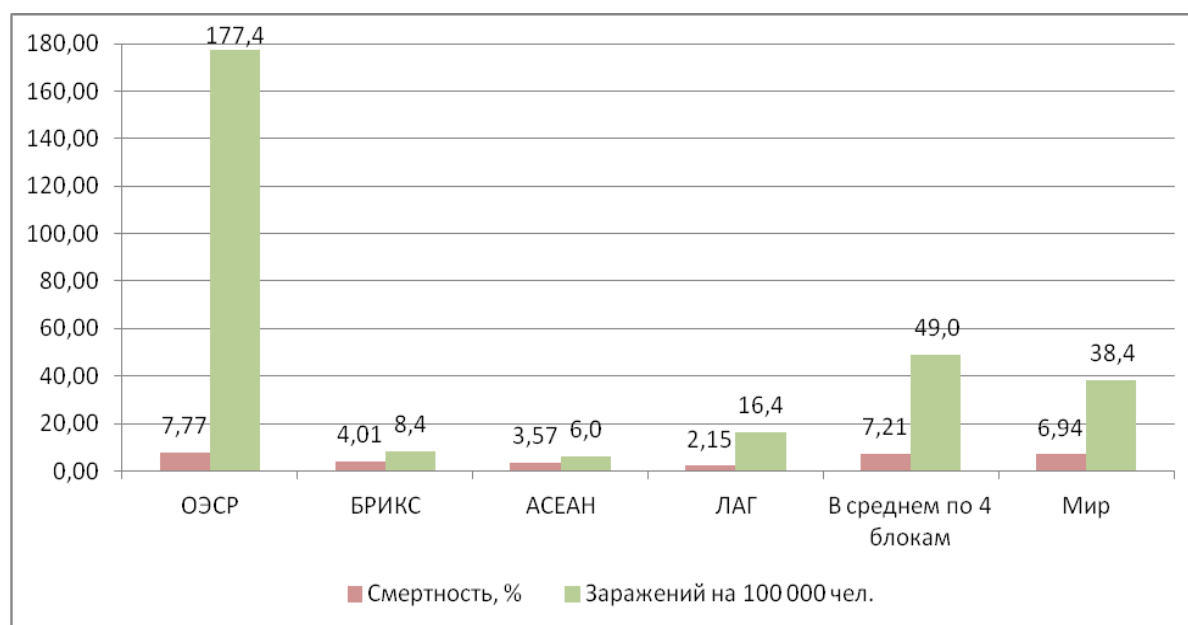 180,00
160,00
140,00
120,00
100,00
80,00
60,00
40,00
20,00
0,00
177,4
7,77
4,01
8,4
3,57
6,0
2,15
16,4
7,21
49,0
6,94
38,4
ОЭСР
БРИКС
АСЕАН
ЛАГ
В среднем по 4
блокам
Мир
Смертность, %
Заражений на 100 000 чел.